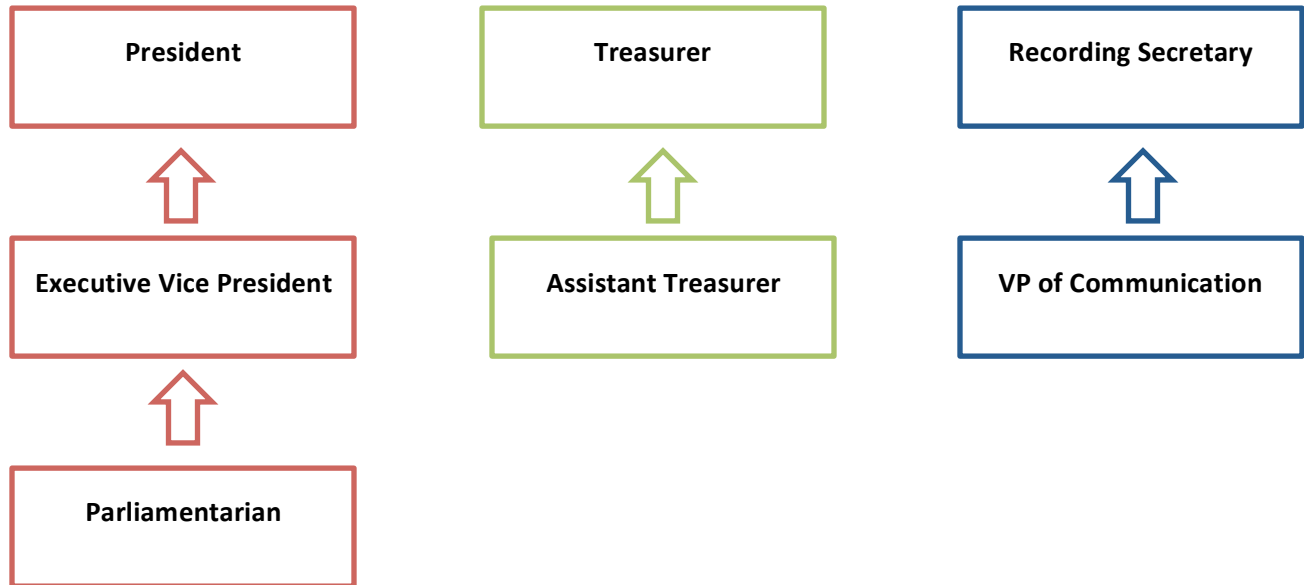 President
Treasurer
Recording Secretary
Executive Vice President
Assistant Treasurer
VP of Communication
Parliamentarian